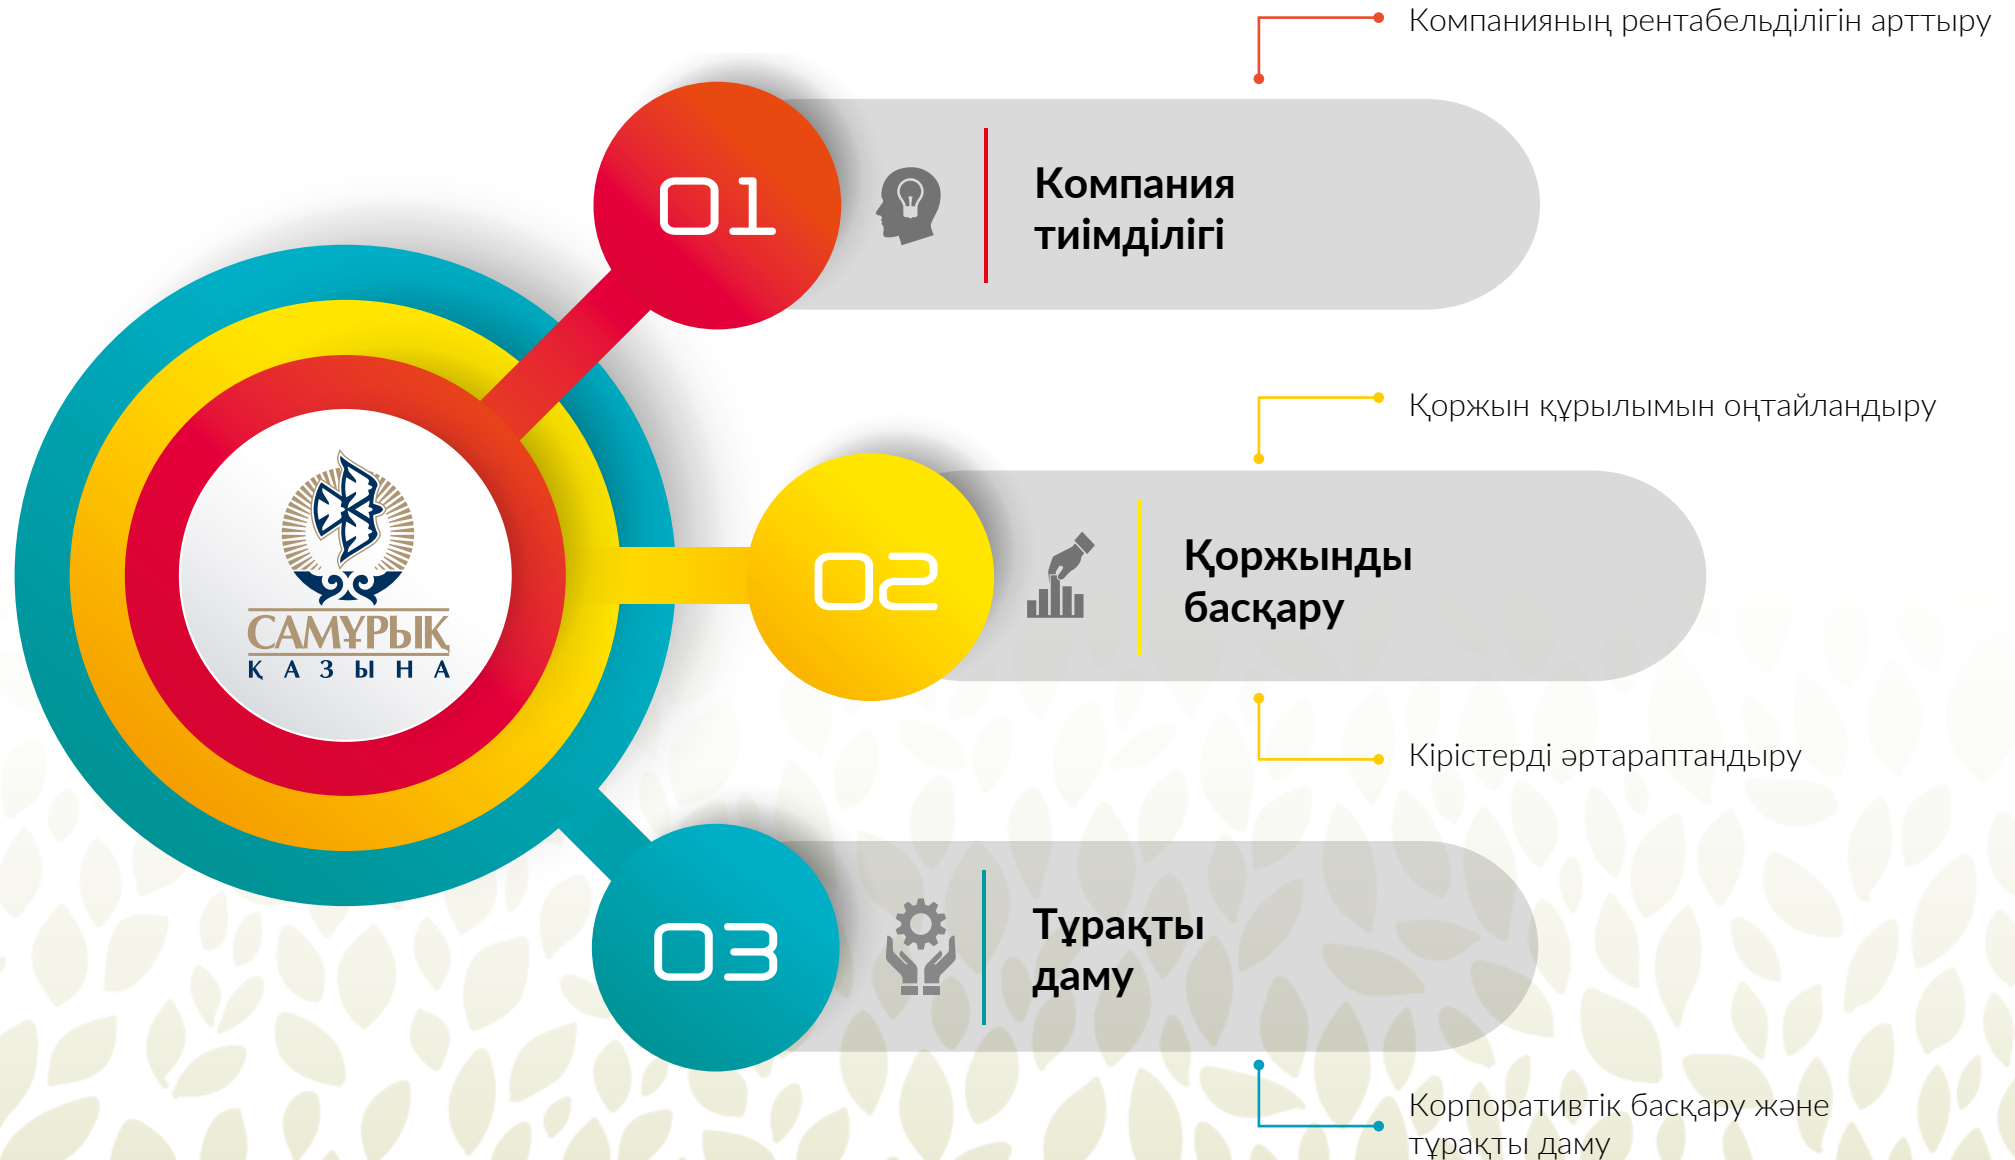 Компанияның рентабельділігін арттыру
01
Компания
тиімділігі
Қоржын құрылымын оңтайландыру
02
Қоржынды
басқару
САМҰРЫҚ
ҚАЗЫНА
Кірістерді әртараптандыру
03
Тұрақты
даму
Корпоративтік басқару және
тұрақты даму